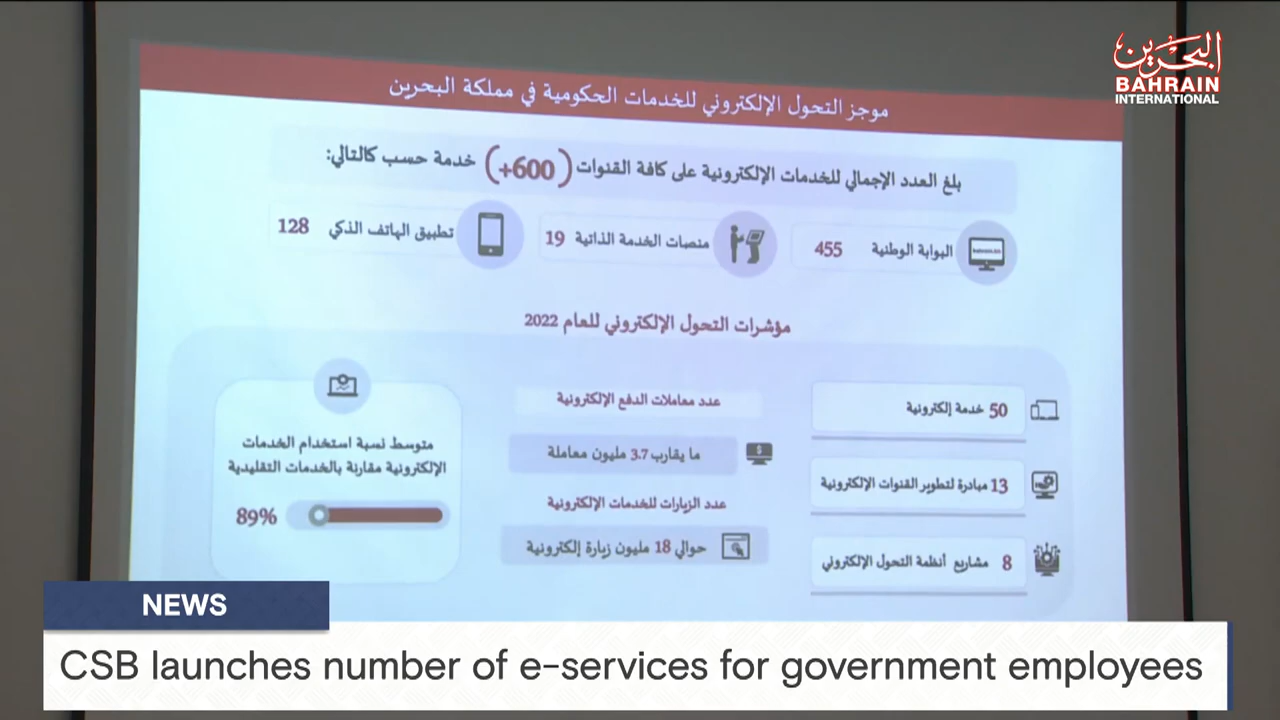 البحرين
BAHRAIN
INTERNATIONAL
موجز التحول الإلكتروني للخدمات الحكومية في مملكة البحرين
بلغ العدد الإجمالي للخدمات الإلكترونية على كافة القنوات (600+) خدمة حسب كالتالي:
البوابة الوطنية 455
منصات الخدمة الذاتية 19
تطبيق الهاتف الذكي 128
مؤشرات التحول الإلكتروني للعام 2022
50 خدمة إلكترونية
13 مبادرة لتطوير القنوات الإلكترونية
8 مشاريع أنظمة التحول الإلكتروني
عدد معاملات الدفع الإلكترونية
ما يقارب 3.7 مليون معاملة
عدد الزيارات للخدمات الإلكترونية
حوالي 18 مليون زيارة إلكترونية
متوسط نسبة استخدام الخدمات
الإلكترونية مقارنة بالخدمات التقليدية
89%
NEWS
CSB launches number of e-services for government employees